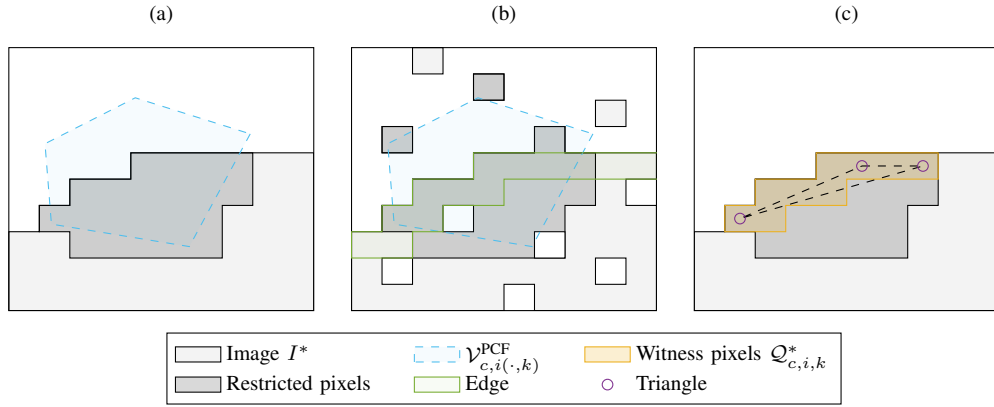 (a) (b) (c)
Image I* 𝒱^PCF_{c,i(·,k)} Witness pixels 𝒬*_{c,i,k}
Restricted pixels Edge Triangle